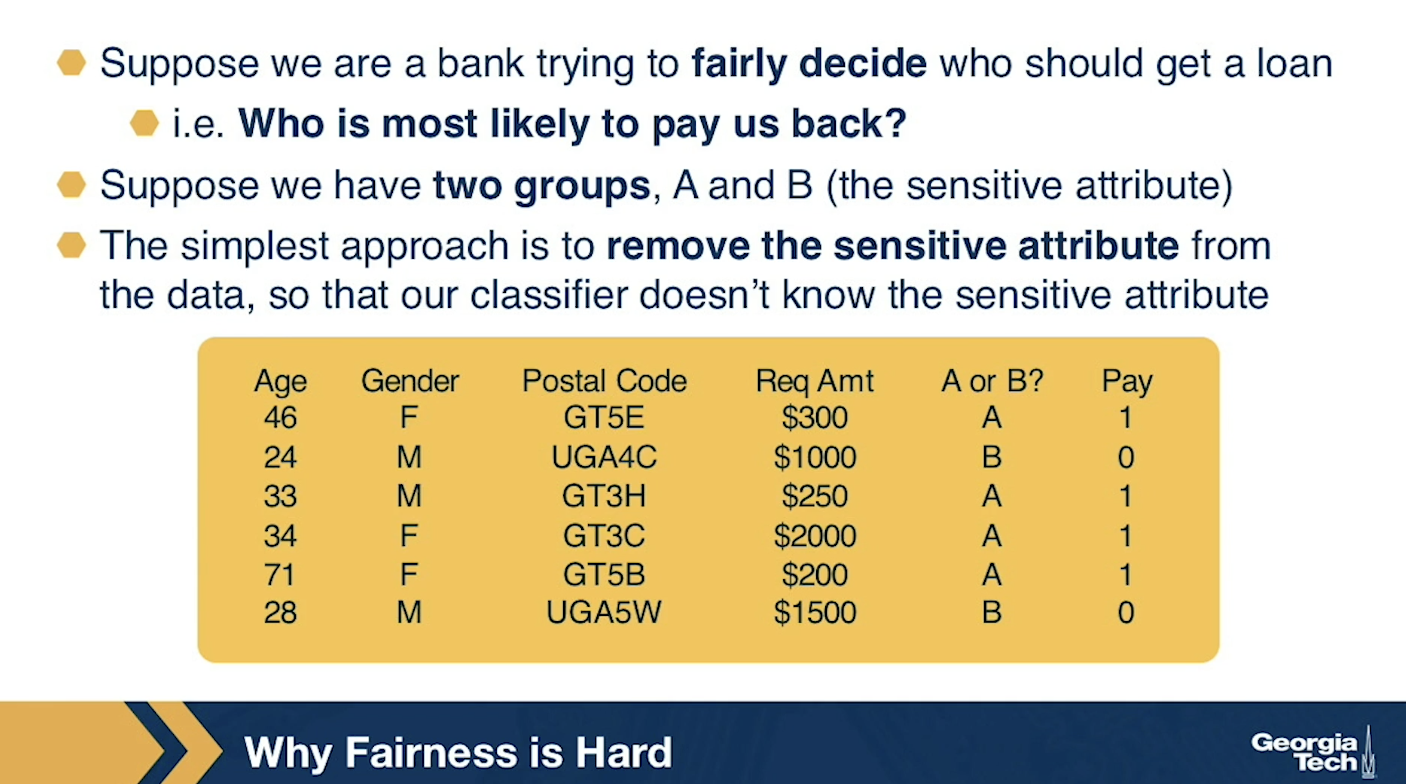 Suppose we are a bank trying to fairly decide who should get a loan
i.e. Who is most likely to pay us back?
Suppose we have two groups, A and B (the sensitive attribute)
The simplest approach is to remove the sensitive attribute from
the data, so that our classifier doesn’t know the sensitive attribute
Age Gender Postal Code Req Amt A or B? Pay
46 F GT5E $300 A 1
24 M UGA4C $1000 B 0
33 M GT3H $250 A 1
34 F GT3C $2000 A 1
71 F GT5B $200 A 1
28 M UGA5W $1500 B 0
Why Fairness is Hard
Georgia
Tech